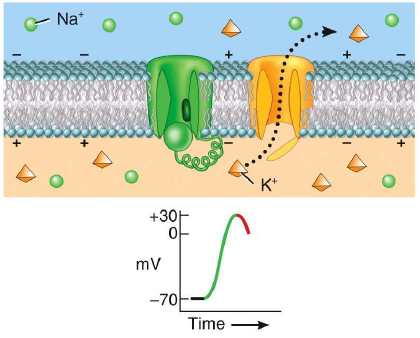 Na⁺
− − + + −
+ + − − +
K⁺
+30
0
mV
−70
Time